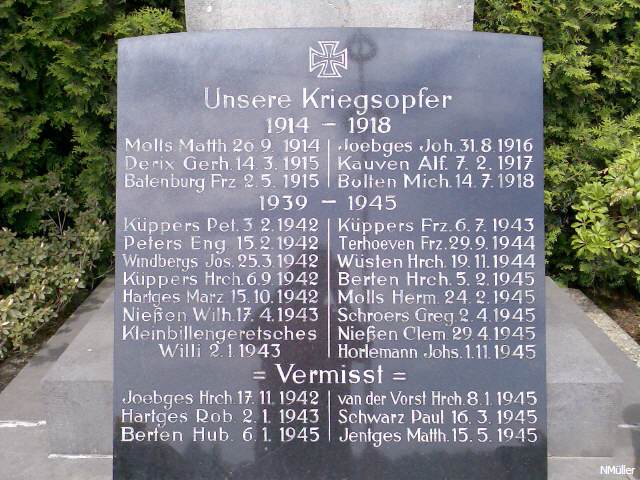 Unsere Kriegsopfer
1914 – 1918
Molls Matth 26.9.1914 Joebges Joh. 31.8.1916
Derix Gerh. 14.3.1915 Kauven Alf. 7.2.1917
Batenburg Frz 2.5.1915 Bolten Mich. 14.7.1918
1939 – 1945
Küppers Pet. 3 2.1942 Küppers Frz. 6.7.1943
Peters Eng. 15.2.1942 Terhoeven Frz. 29.9.1944
Windbergs Jos. 25.3.1942 Wüsten Hrch. 19.11.1944
Küppers Hrch. 6.9.1942 Berten Hrch. 5.2.1945
Hartges Marz 15.10.1942 Molls Herm. 24.2.1945
Nießen Wilh. 17.4.1943 Schroers Greg. 2.4.1945
Kleinbillengeretsches Nießen Clem. 29.4.1945
Willi 2.1.1943 Horlemann Johs. 1.11.1945
= Vermisst =
Joebges Hrch. 17.11.1942 van der Vorst Hrch. 8.1.1945
Hartges Rob. 2.1.1943 Schwarz Paul 16.3.1945
Berten Hub. 6.1.1945 Jentges Matth. 15.5.1945
NMüller